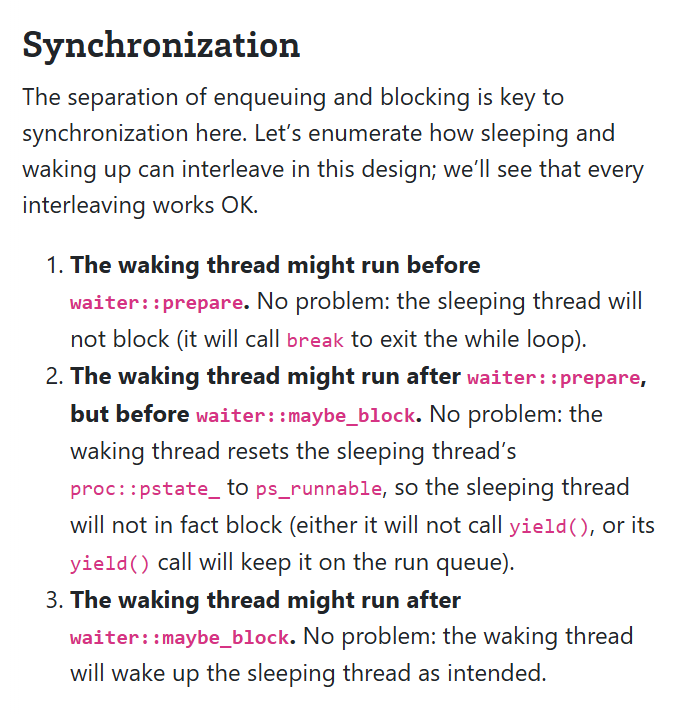 Synchronization
The separation of enqueuing and blocking is key to
synchronization here. Let’s enumerate how sleeping and
waking up can interleave in this design; we’ll see that every
interleaving works OK.
1. The waking thread might run before
waiter::prepare. No problem: the sleeping thread will
not block (it will call break to exit the while loop).
2. The waking thread might run after waiter::prepare,
but before waiter::maybe_block. No problem: the
waking thread resets the sleeping thread’s
proc::pstate_ to ps_runnable, so the sleeping thread
will not in fact block (either it will not call yield(), or its
yield() call will keep it on the run queue).
3. The waking thread might run after
waiter::maybe_block. No problem: the waking thread
will wake up the sleeping thread as intended.